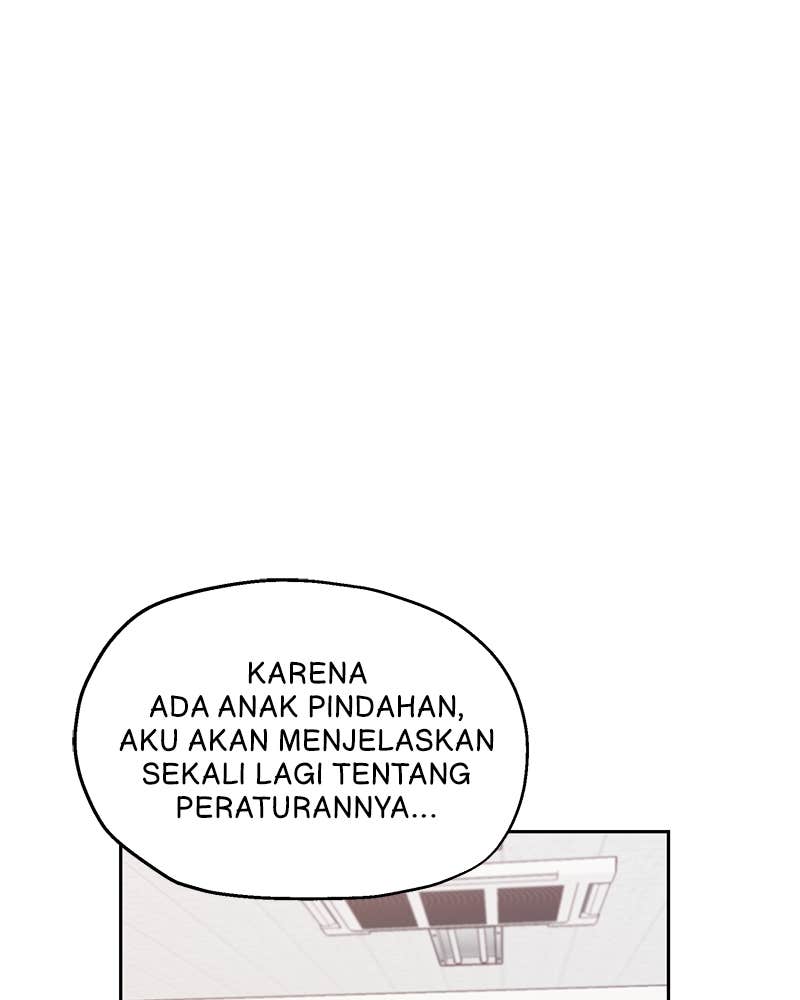 KARENA
ADA ANAK PINDAHAN,
AKU AKAN MENJELASKAN
SEKALI LAGI TENTANG
PERATURANNYA...